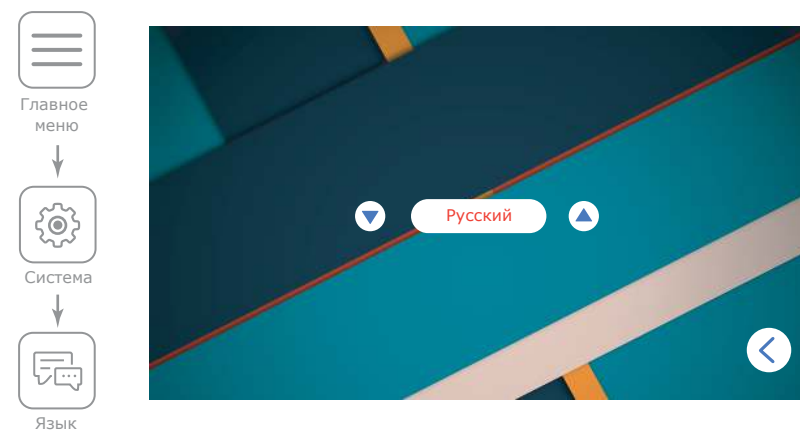 Главное
меню
Система
Язык
Русский